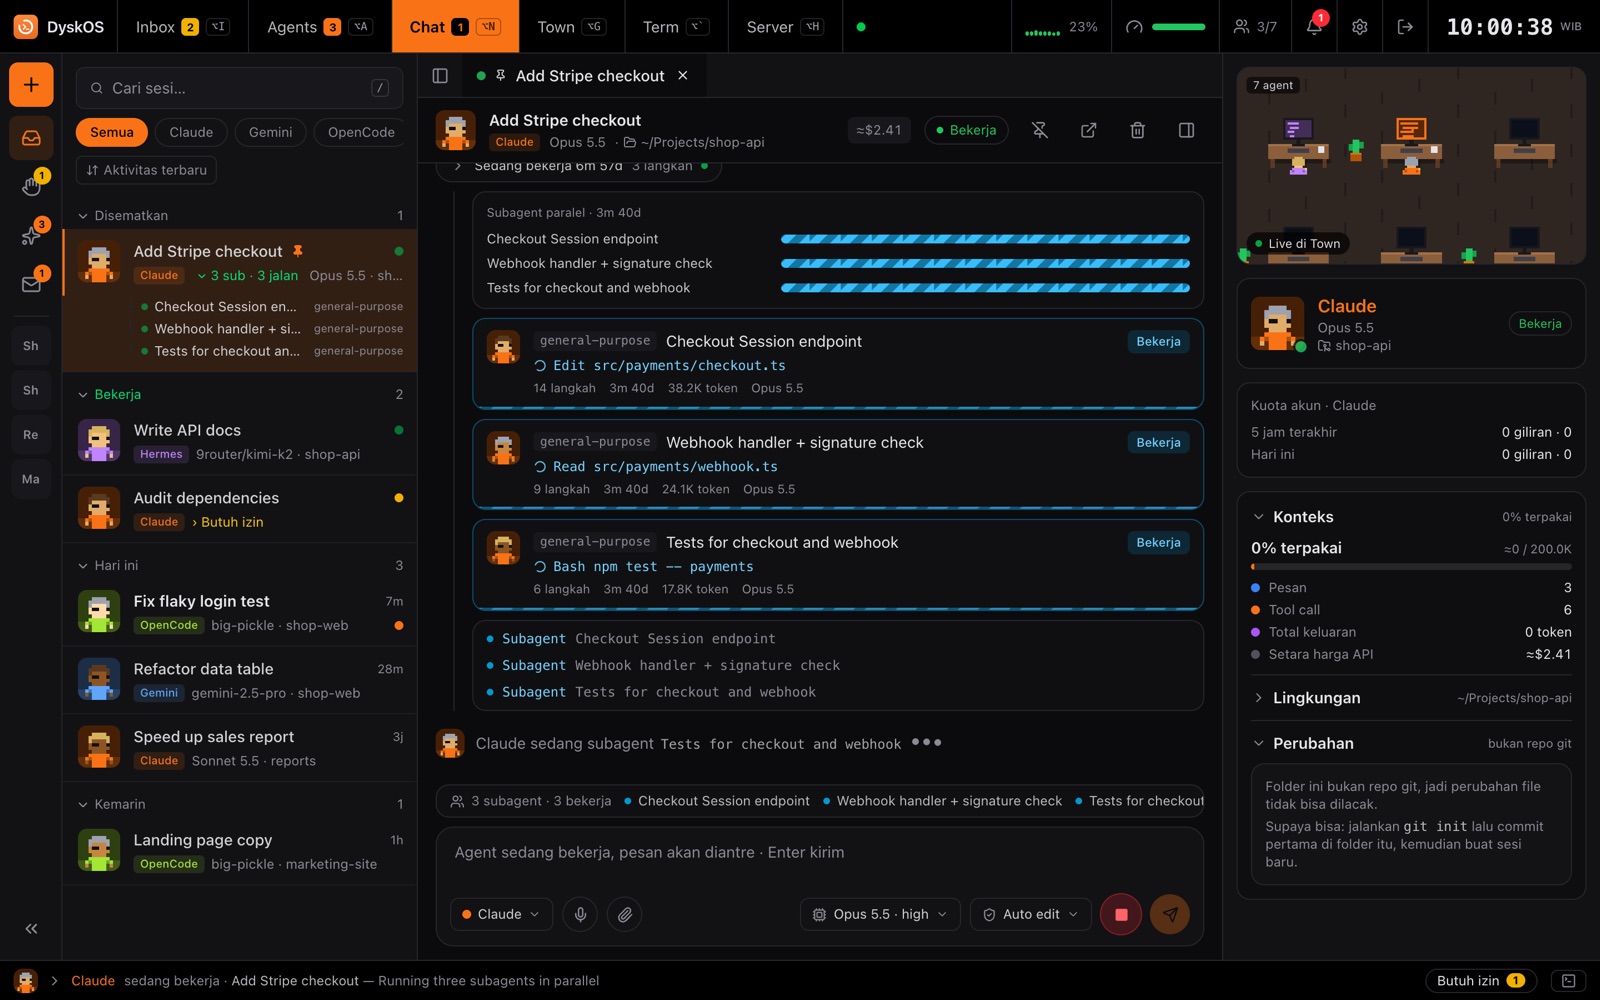 DyskOS
Inbox 2 ⌥I
Agents 3 ⌥A
Chat 1 ⌥N
Town ⌥G
Term ⌥`
Server ⌥H
23%
3/7
1
10:00:38 WIB
1
3
1
Sh
Sh
Re
Ma
Cari sesi... /
Semua Claude Gemini OpenCode
Aktivitas terbaru
Disematkan 1
Add Stripe checkout
Claude 3 sub · 3 jalan Opus 5.5 · sh...
Checkout Session en... general-purpose
Webhook handler + si... general-purpose
Tests for checkout an... general-purpose
Bekerja 2
Write API docs
Hermes 9router/kimi-k2 · shop-api
Audit dependencies
Claude › Butuh izin
Hari ini 3
Fix flaky login test 7m
OpenCode big-pickle · shop-web
Refactor data table 28m
Gemini gemini-2.5-pro · shop-web
Speed up sales report 3j
Claude Sonnet 5.5 · reports
Kemarin 1
Landing page copy 1h
OpenCode big-pickle · marketing-site
Add Stripe checkout ×
Add Stripe checkout
Claude Opus 5.5 · ~/Projects/shop-api
≈$2.41
Bekerja
Sedang bekerja 6m 57d 3 langkah
Subagent paralel · 3m 40d
Checkout Session endpoint
Webhook handler + signature check
Tests for checkout and webhook
general-purpose Checkout Session endpoint Bekerja
Edit src/payments/checkout.ts
14 langkah 3m 40d 38.2K token Opus 5.5
general-purpose Webhook handler + signature check Bekerja
Read src/payments/webhook.ts
9 langkah 3m 40d 24.1K token Opus 5.5
general-purpose Tests for checkout and webhook Bekerja
Bash npm test -- payments
6 langkah 3m 40d 17.8K token Opus 5.5
Subagent Checkout Session endpoint
Subagent Webhook handler + signature check
Subagent Tests for checkout and webhook
Claude sedang subagent Tests for checkout and webhook
3 subagent · 3 bekerja Checkout Session endpoint Webhook handler + signature check Tests for checkout
Agent sedang bekerja, pesan akan diantre · Enter kirim
Claude
Opus 5.5 · high
Auto edit
7 agent
Live di Town
Claude
Opus 5.5
shop-api
Bekerja
Kuota akun · Claude
5 jam terakhir 0 giliran · 0
Hari ini 0 giliran · 0
Konteks 0% terpakai
0% terpakai ≈0 / 200.0K
Pesan 3
Tool call 6
Total keluaran 0 token
Setara harga API ≈$2.41
Lingkungan ~/Projects/shop-api
Perubahan bukan repo git
Folder ini bukan repo git, jadi perubahan file
tidak bisa dilacak.
Supaya bisa: jalankan git init lalu commit
pertama di folder itu, kemudian buat sesi
baru.
Claude sedang bekerja · Add Stripe checkout — Running three subagents in parallel
Butuh izin 1